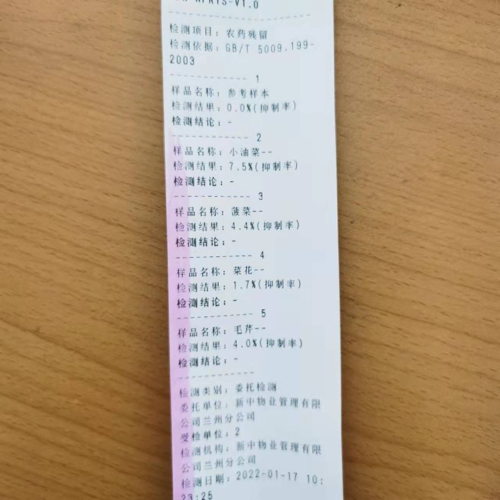 检测项目：农药残留
检测依据：GB/T 5009.199-
2003
--------------- 1
样品名称：参考样本
检测结果：0.0%(抑制率)
检测结论：-
--------------- 2
样品名称：小油菜--
检测结果：7.5%(抑制率)
检测结论：-
--------------- 3
样品名称：菠菜--
检测结果：4.4%(抑制率)
检测结论：-
--------------- 4
样品名称：菜花--
检测结果：1.7%(抑制率)
检测结论：-
--------------- 5
样品名称：毛芹--
检测结果：4.0%(抑制率)
检测结论：-
检测类别：委托检测
委托单位：新中物业管理有限
公司兰州分公司
受检单位：2
检测机构：新中物业管理有限
公司兰州分公司
检测日期：2022-01-17 10:
23:25